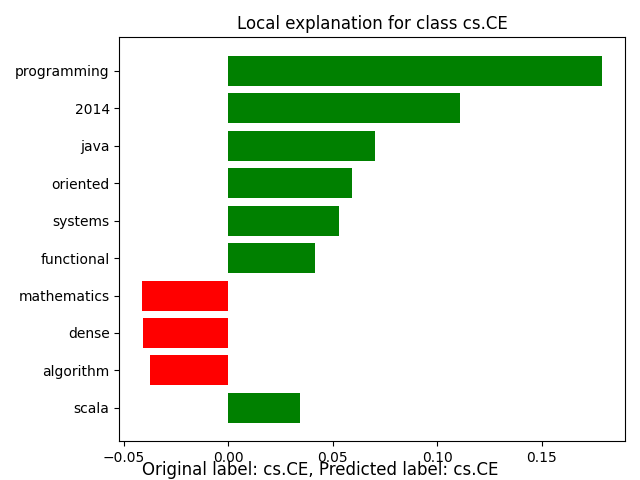 Local explanation for class cs.CE
programming
2014
java
oriented
systems
functional
mathematics
dense
algorithm
scala
−0.05 0.00 0.05 0.10 0.15
Original label: cs.CE, Predicted label: cs.CE